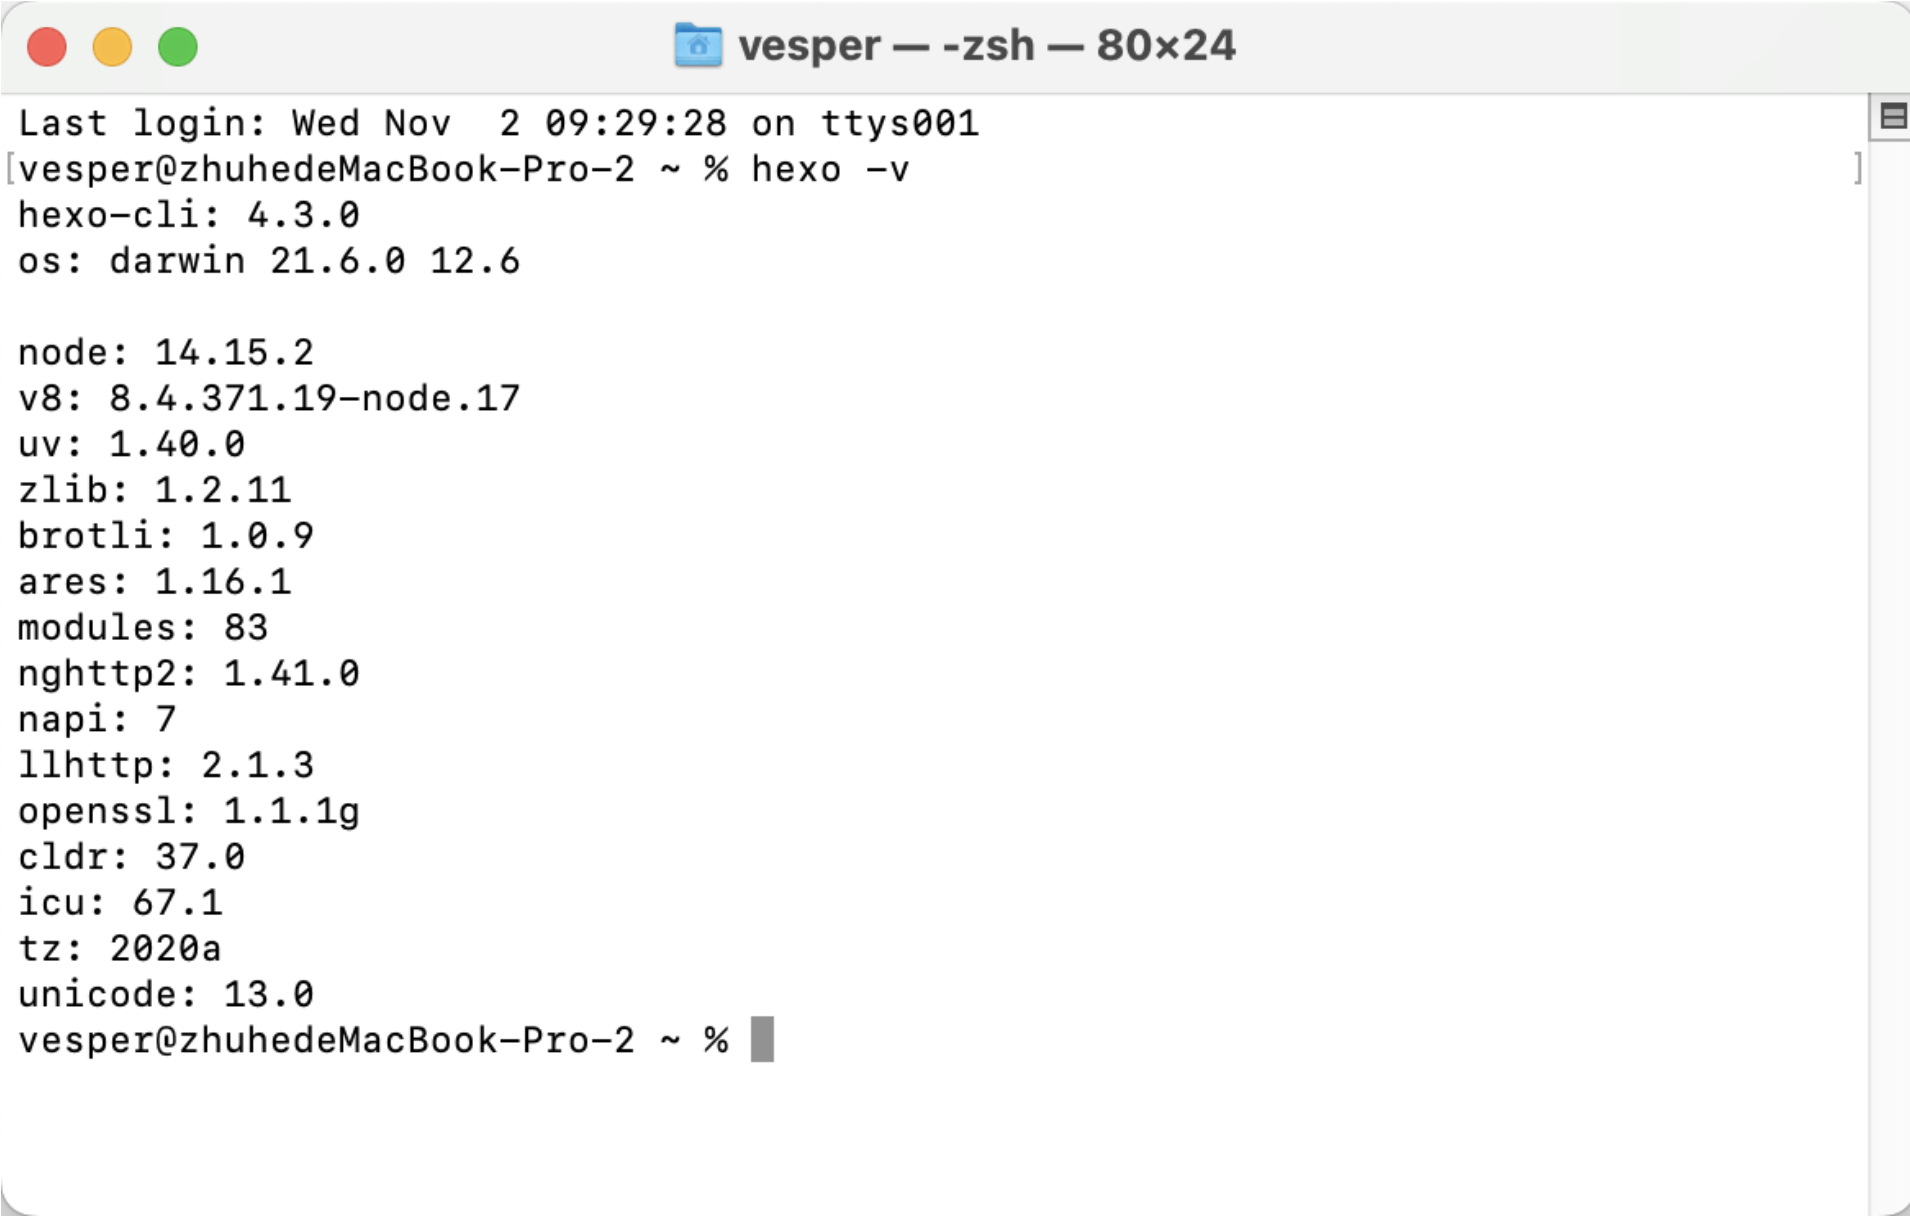 vesper — -zsh — 80×24
Last login: Wed Nov  2 09:29:28 on ttys001
[vesper@zhuhedeMacBook-Pro-2 ~ % hexo -v ]
hexo-cli: 4.3.0
os: darwin 21.6.0 12.6

node: 14.15.2
v8: 8.4.371.19-node.17
uv: 1.40.0
zlib: 1.2.11
brotli: 1.0.9
ares: 1.16.1
modules: 83
nghttp2: 1.41.0
napi: 7
llhttp: 2.1.3
openssl: 1.1.1g
cldr: 37.0
icu: 67.1
tz: 2020a
unicode: 13.0
vesper@zhuhedeMacBook-Pro-2 ~ %